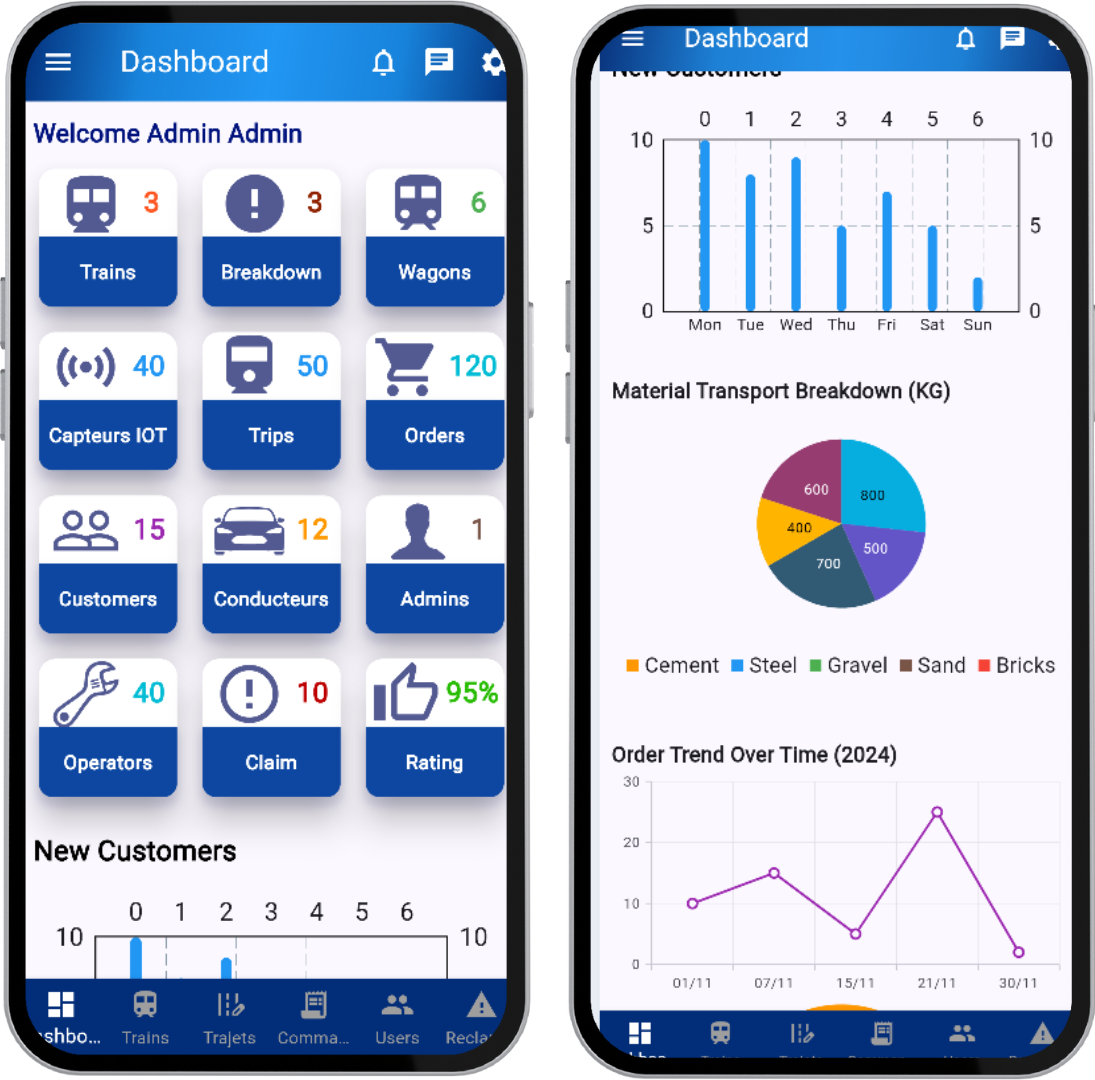 Dashboard
Welcome Admin Admin
3
3
6
Trains
Breakdown
Wagons
40
50
120
Capteurs IOT
Trips
Orders
15
12
1
Customers
Conducteurs
Admins
40
10
95%
Operators
Claim
Rating
New Customers
0 1 2 3 4 5 6
10 10
shbo... Trains Trajets Comma... Users Recla
Dashboard
New Customers
0 1 2 3 4 5 6
10 10
5 5
0 0
Mon Tue Wed Thu Fri Sat Sun
Material Transport Breakdown (KG)
600 800
400 500
700
Cement Steel Gravel Sand Bricks
Order Trend Over Time (2024)
30
20
10
0
01/11 07/11 15/11 21/11 30/11